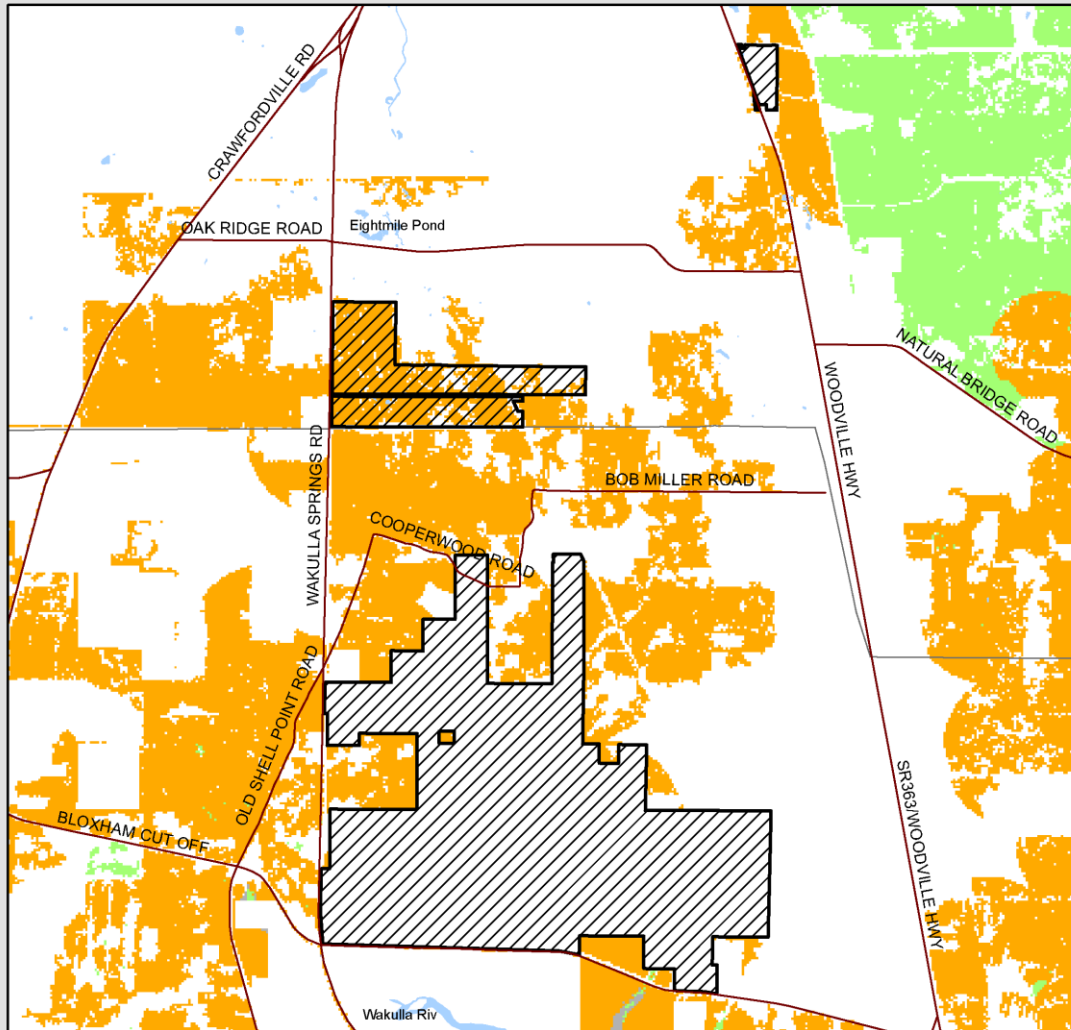 CRAWFORDVILLE RD
OAK RIDGE ROAD
Eightmile Pond
NATURAL BRIDGE ROAD
WOODVILLE HWY
WAKULLA SPRINGS RD
BOB MILLER ROAD
COOPERWOOD ROAD
OLD SHELL POINT ROAD
BLOXHAM CUT OFF
SR363/WOODVILLE HWY
Wakulla Riv